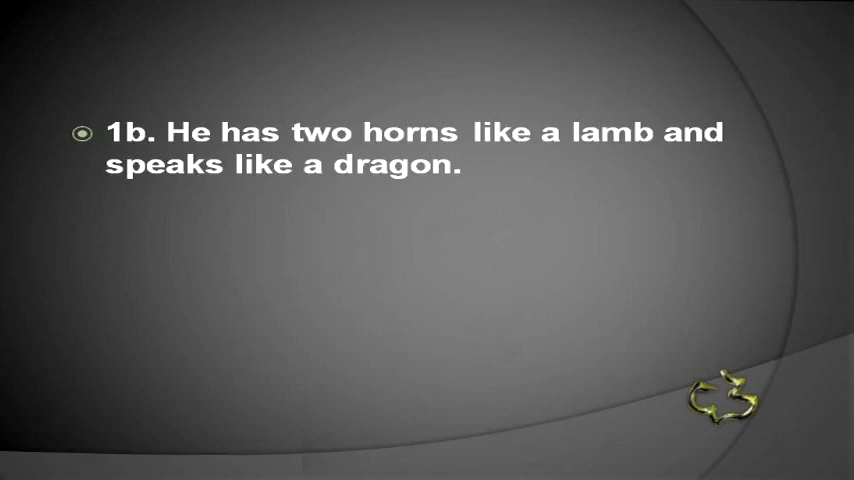 1b. He has two horns like a lamb and
speaks like a dragon.